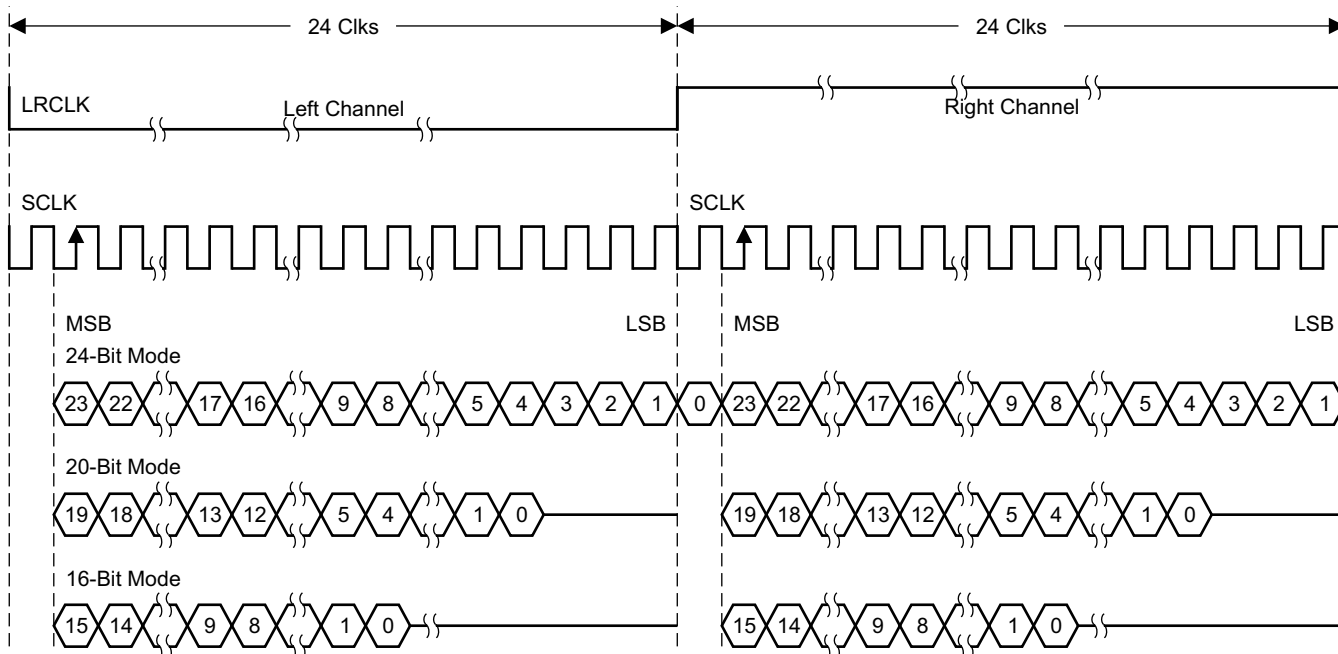 24 Clks 24 Clks
LRCLK Left Channel Right Channel
SCLK SCLK
MSB LSB MSB LSB
24-Bit Mode
23 22 17 16 9 8 5 4 3 2 1 0 23 22 17 16 9 8 5 4 3 2 1
20-Bit Mode
19 18 13 12 5 4 1 0 19 18 13 12 5 4 1 0
16-Bit Mode
15 14 9 8 1 0 15 14 9 8 1 0